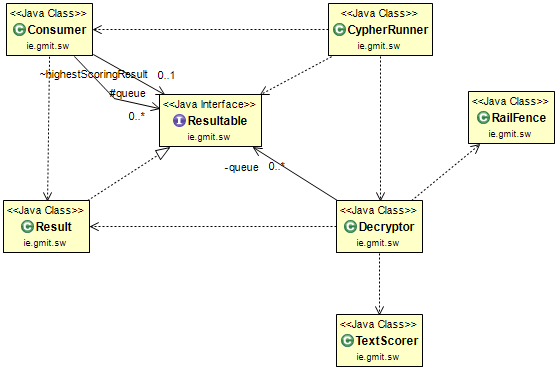 <<Java Class>>
Consumer
ie.gmit.sw
<<Java Class>>
CypherRunner
ie.gmit.sw
~highestScoringResult
0..1
#queue
0..*
<<Java Interface>>
Resultable
ie.gmit.sw
<<Java Class>>
RailFence
ie.gmit.sw
-queue
0..*
<<Java Class>>
Result
ie.gmit.sw
<<Java Class>>
Decryptor
ie.gmit.sw
<<Java Class>>
TextScorer
ie.gmit.sw